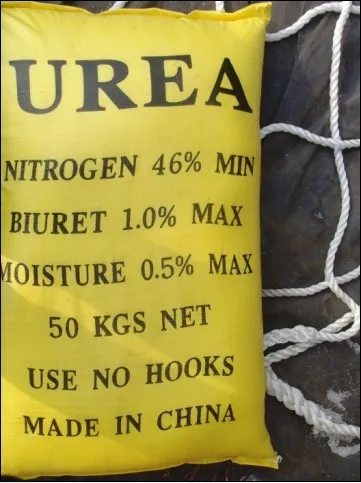 UREA
NITROGEN 46% MIN
BIURET 1.0% MAX
MOISTURE 0.5% MAX
50 KGS NET
USE NO HOOKS
MADE IN CHINA